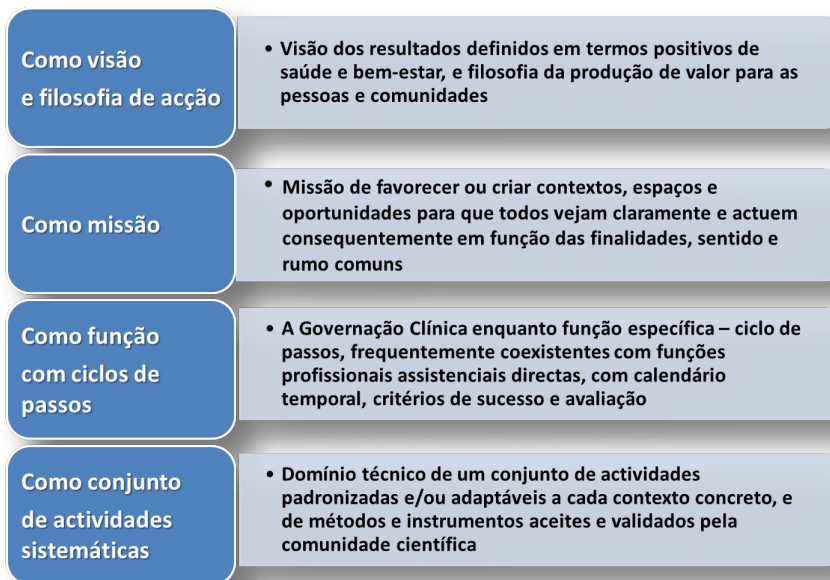 Como visão
e filosofia de acção
• Visão dos resultados definidos em termos positivos de
saúde e bem-estar, e filosofia da produção de valor para as
pessoas e comunidades
Como missão
• Missão de favorecer ou criar contextos, espaços e
oportunidades para que todos vejam claramente e actuem
consequentemente em função das finalidades, sentido e
rumo comuns
Como função
com ciclos de
passos
• A Governação Clínica enquanto função específica – ciclo de
passos, frequentemente coexistentes com funções
profissionais assistenciais directas, com calendário
temporal, critérios de sucesso e avaliação
Como conjunto
de actividades
sistemáticas
• Domínio técnico de um conjunto de actividades
padronizadas e/ou adaptáveis a cada contexto concreto, e
de métodos e instrumentos aceites e validados pela
comunidade científica